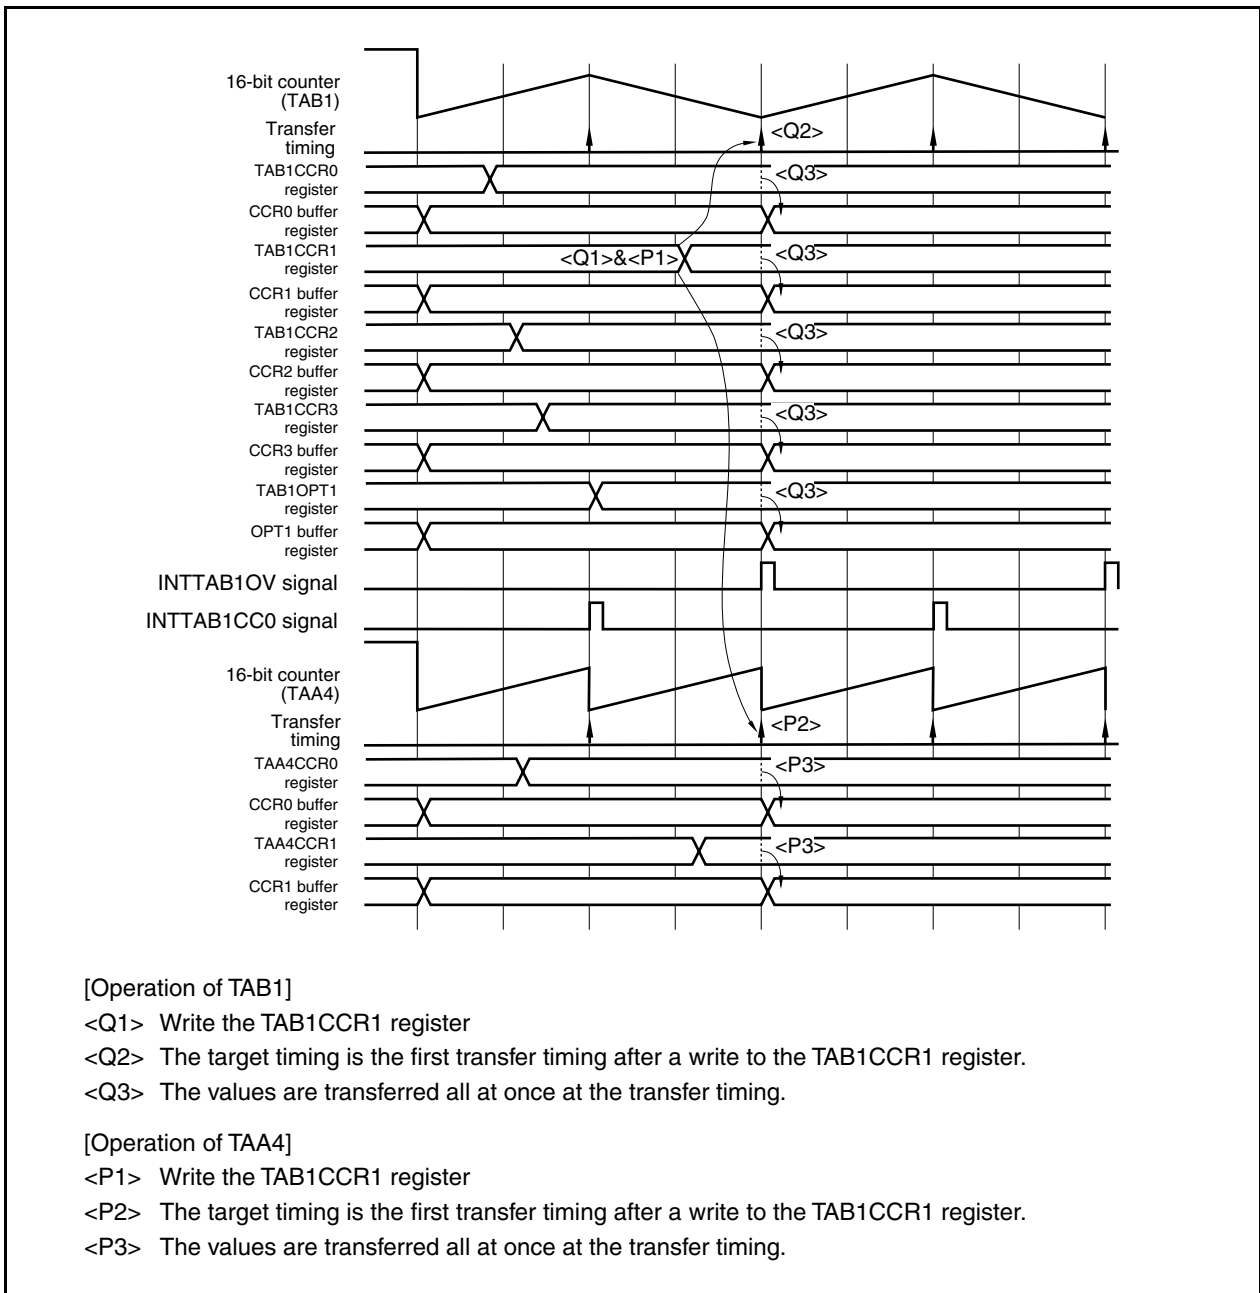 16-bit counter
(TAB1)
Transfer
timing
<Q2>
TAB1CCR0
register
<Q3>
CCR0 buffer
register
TAB1CCR1
register
<Q1>&<P1>
<Q3>
CCR1 buffer
register
TAB1CCR2
register
<Q3>
CCR2 buffer
register
TAB1CCR3
register
<Q3>
CCR3 buffer
register
TAB1OPT1
register
<Q3>
OPT1 buffer
register
INTTAB1OV signal
INTTAB1CC0 signal
16-bit counter
(TAA4)
Transfer
timing
<P2>
TAA4CCR0
register
<P3>
CCR0 buffer
register
TAA4CCR1
register
<P3>
CCR1 buffer
register
[Operation of TAB1]
<Q1> Write the TAB1CCR1 register
<Q2> The target timing is the first transfer timing after a write to the TAB1CCR1 register.
<Q3> The values are transferred all at once at the transfer timing.
[Operation of TAA4]
<P1> Write the TAB1CCR1 register
<P2> The target timing is the first transfer timing after a write to the TAB1CCR1 register.
<P3> The values are transferred all at once at the transfer timing.